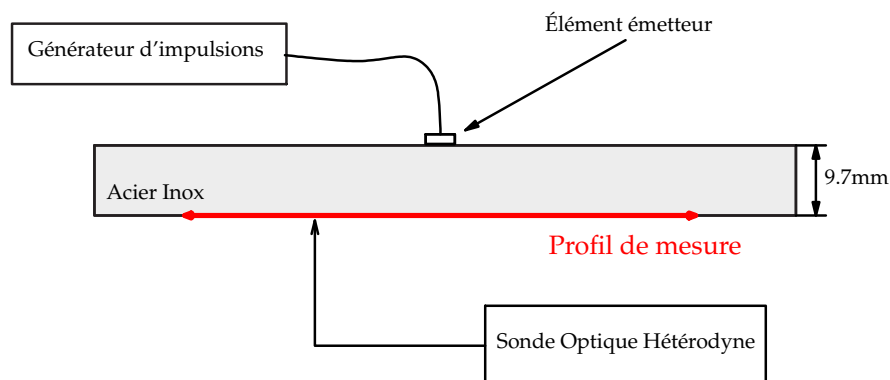 Élément émetteur
Générateur d’impulsions
9.7mm
Acier Inox
Profil de mesure
Sonde Optique Hétérodyne